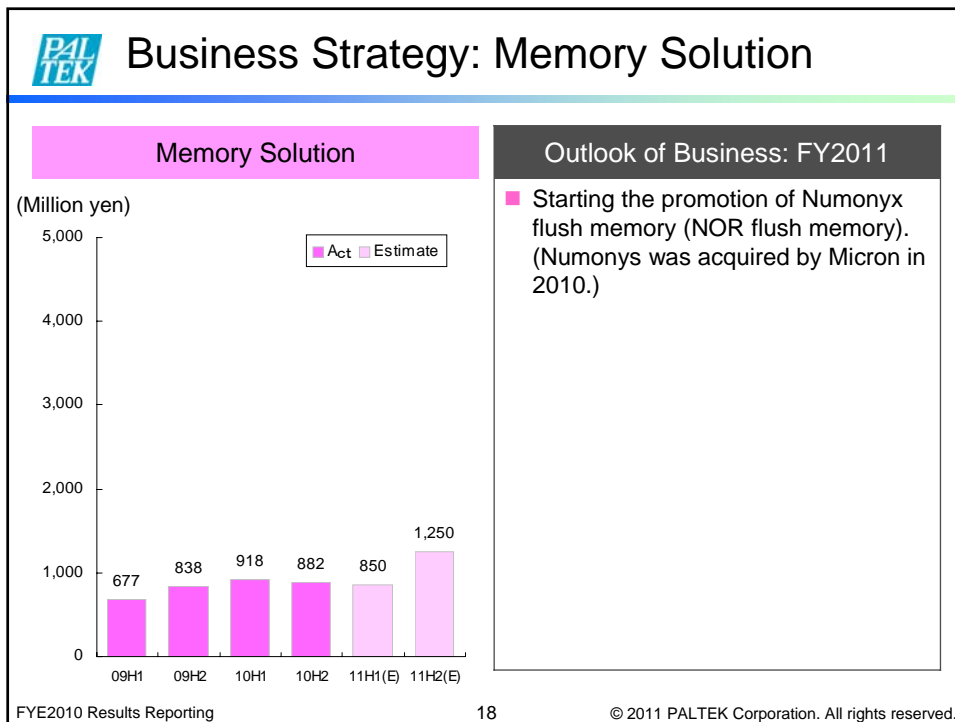 PAL
TEK
Business Strategy: Memory Solution
Memory Solution
(Million yen)
5,000
4,000
3,000
2,000
1,000
0
Act Estimate
677
838
918
882
850
1,250
09H1 09H2 10H1 10H2 11H1(E) 11H2(E)
Outlook of Business: FY2011
Starting the promotion of Numonyx
flush memory (NOR flush memory).
(Numonys was acquired by Micron in
2010.)
FYE2010 Results Reporting
18
© 2011 PALTEK Corporation. All rights reserved.